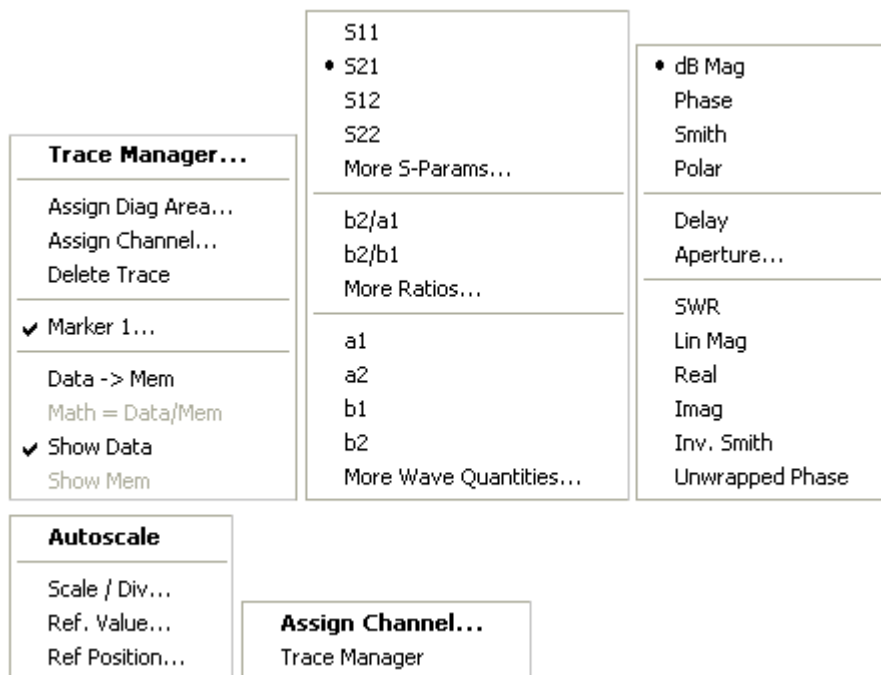 Trace Manager...
Assign Diag Area...
Assign Channel...
Delete Trace
Marker 1...
Data -> Mem
Math = Data/Mem
Show Data
Show Mem
S11
S21
S12
S22
More S-Params...
b2/a1
b2/b1
More Ratios...
a1
a2
b1
b2
More Wave Quantities...
dB Mag
Phase
Smith
Polar
Delay
Aperture...
SWR
Lin Mag
Real
Imag
Inv. Smith
Unwrapped Phase
Autoscale
Scale / Div...
Ref. Value...
Ref Position...
Assign Channel...
Trace Manager